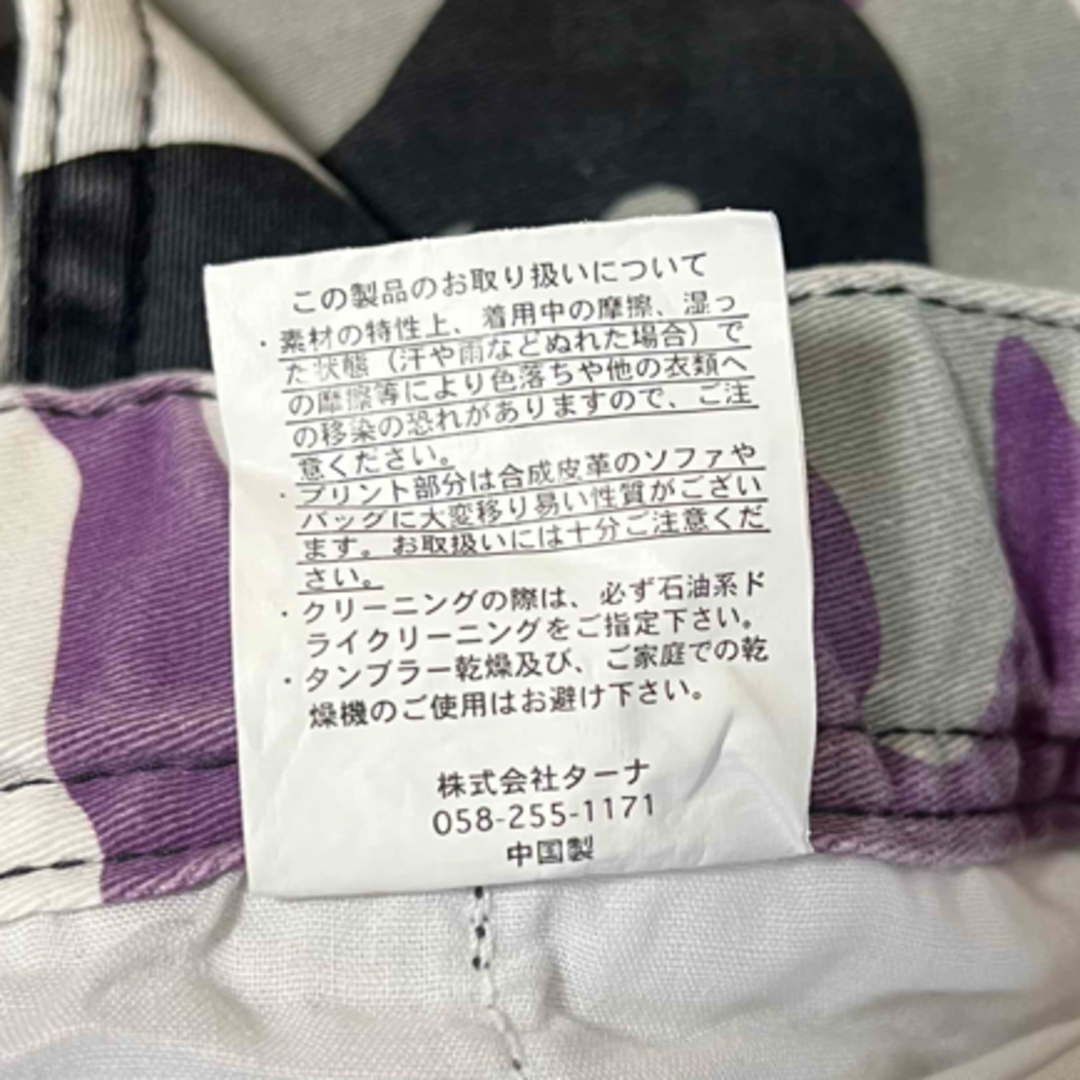 この製品のお取り扱いについて
・素材の特性上、着用中の摩擦、湿っ
た状態（汗や雨などぬれた場合）で
の摩擦等により色落ちや他の衣類へ
の移染の恐れがありますので、ご注
意ください。
・プリント部分は合成皮革のソファや
バッグに大変移り易い性質がござい
ます。お取扱いには十分ご注意くだ
さい。
・クリーニングの際は、必ず石油系ド
ライクリーニングをご指定下さい。
・タンブラー乾燥及び、ご家庭での乾
燥機のご使用はお避け下さい。
株式会社ターナ
058-255-1171
中国製